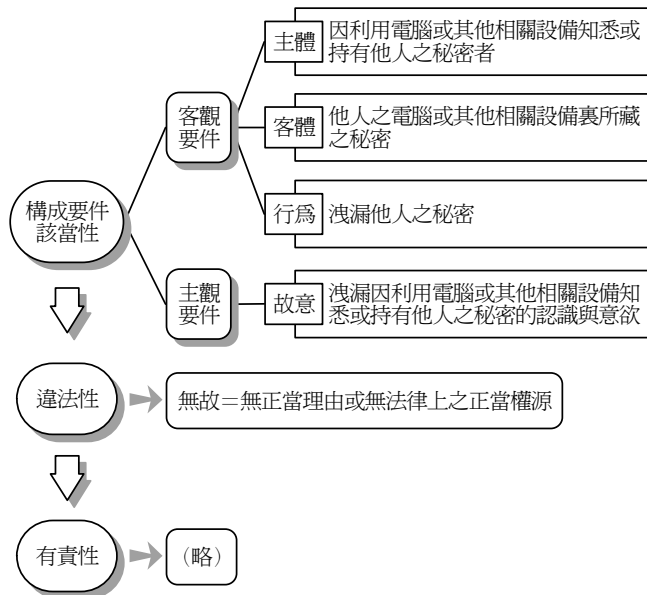 主體
因利用電腦或其他相關設備知悉或
持有他人之秘密者
客觀
要件
客體
他人之電腦或其他相關設備裏所藏
之秘密
行爲
洩漏他人之秘密
構成要件
該當性
主觀
要件
故意
洩漏因利用電腦或其他相關設備知
悉或持有他人之秘密的認識與意欲
違法性
無故＝無正當理由或無法律上之正當權源
有責性
（略）